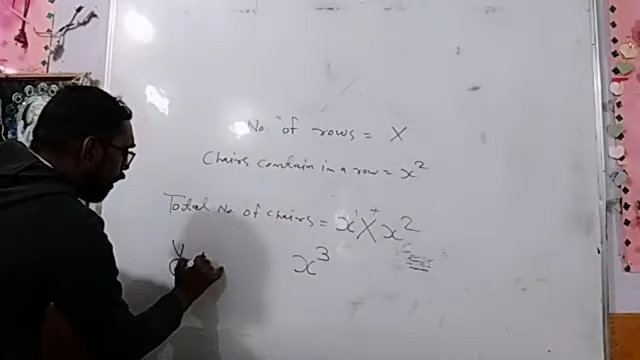 No. of rows = X
Chairs contain in a row = x²
Total No. of chairs = x¹ X x²
x³